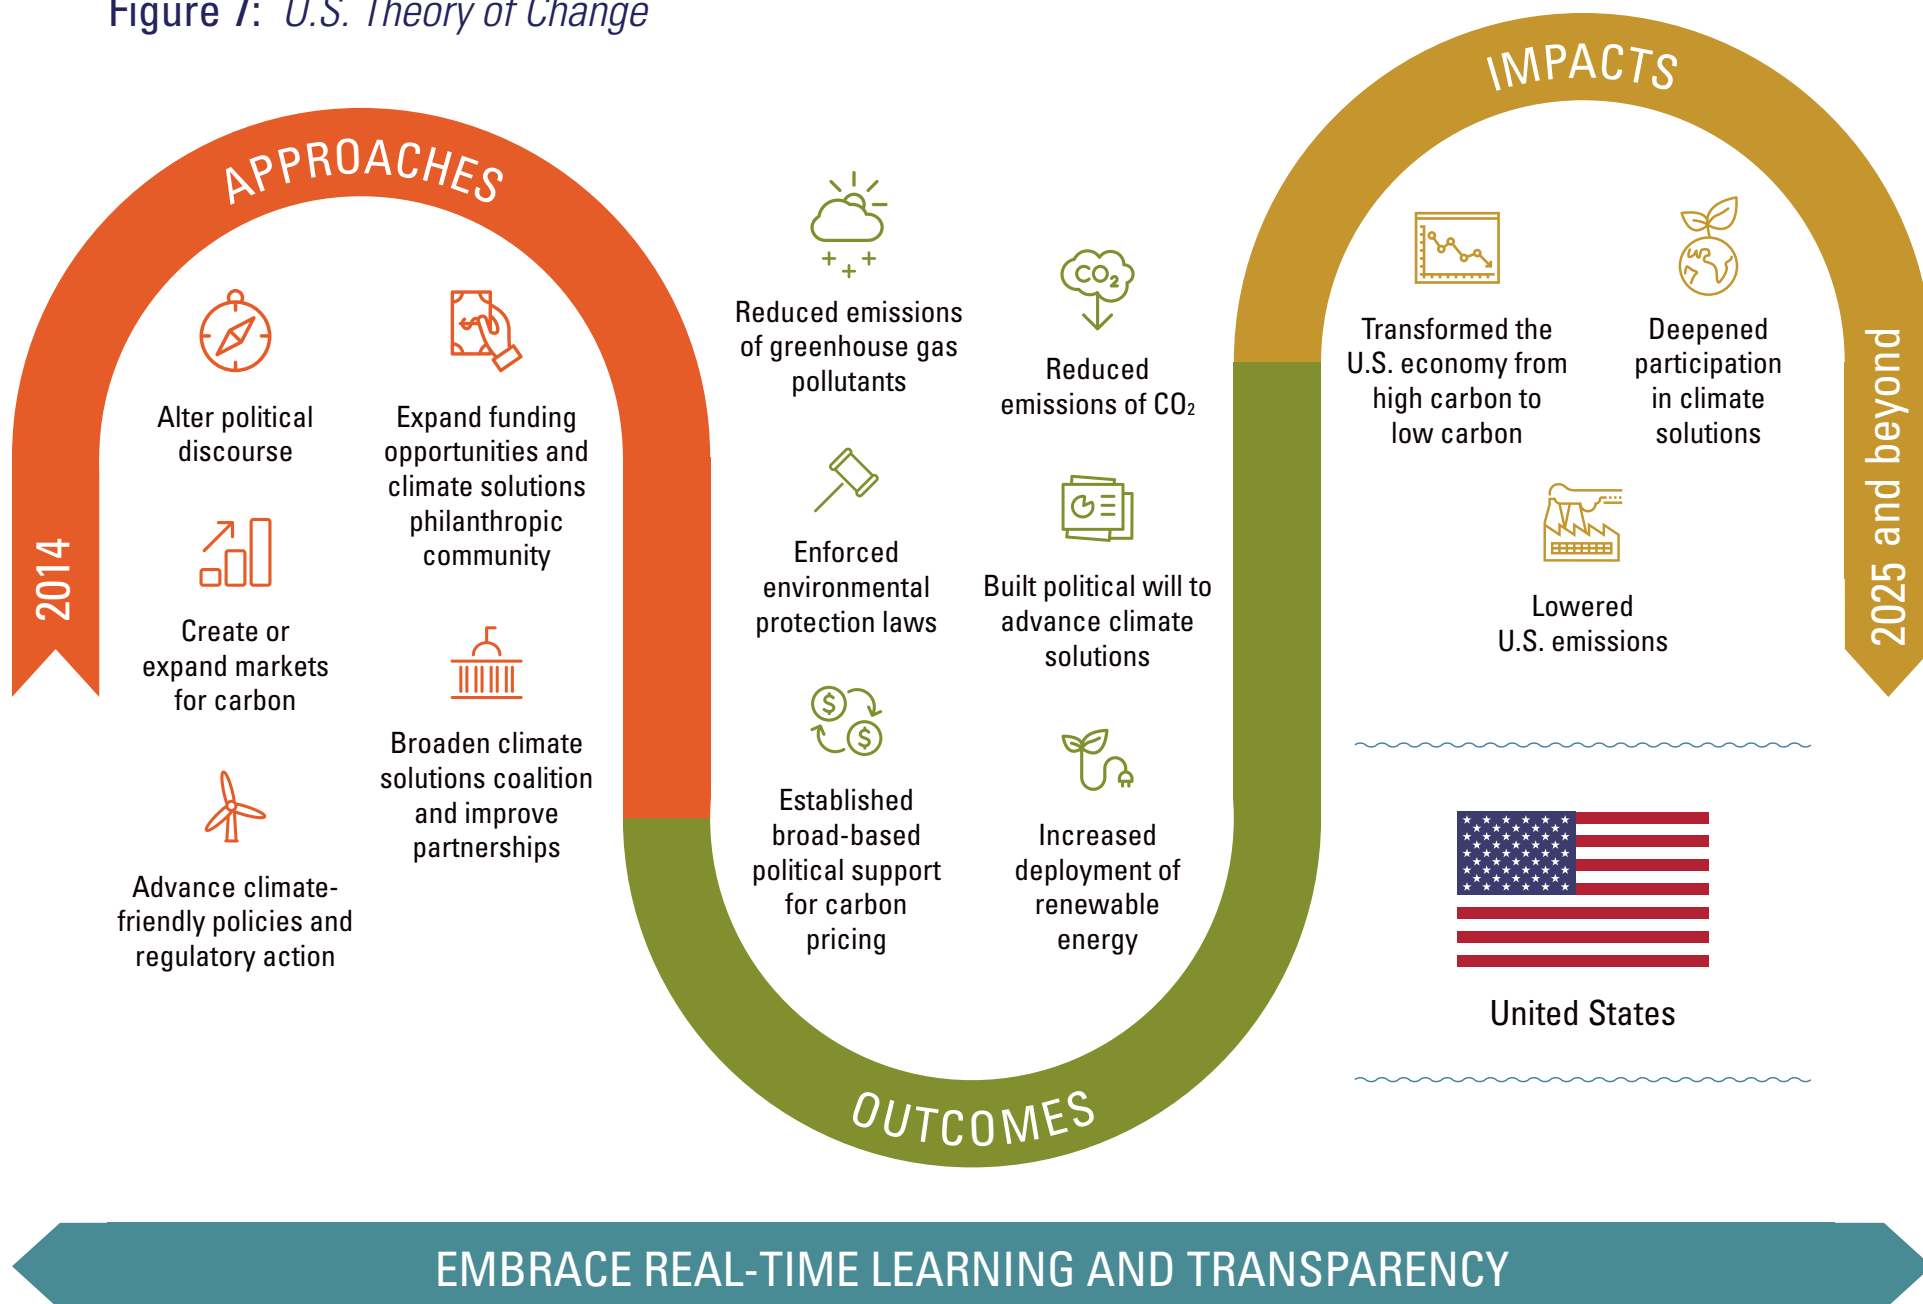 Figure 7: U.S. Theory of Change
APPROACHES
2014
Alter political
discourse
Create or
expand markets
for carbon
Advance climate-
friendly policies and
regulatory action
Expand funding
opportunities and
climate solutions
philanthropic
community
Broaden climate
solutions coalition
and improve
partnerships
OUTCOMES
Reduced emissions
of greenhouse gas
pollutants
Enforced
environmental
protection laws
$
$
Established
broad-based
political support
for carbon
pricing
CO₂
Reduced
emissions of CO₂
Built political will to
advance climate
solutions
Increased
deployment of
renewable
energy
IMPACTS
Transformed the
U.S. economy from
high carbon to
low carbon
Deepened
participation
in climate
solutions
Lowered
U.S. emissions
2025 and beyond
United States
EMBRACE REAL-TIME LEARNING AND TRANSPARENCY